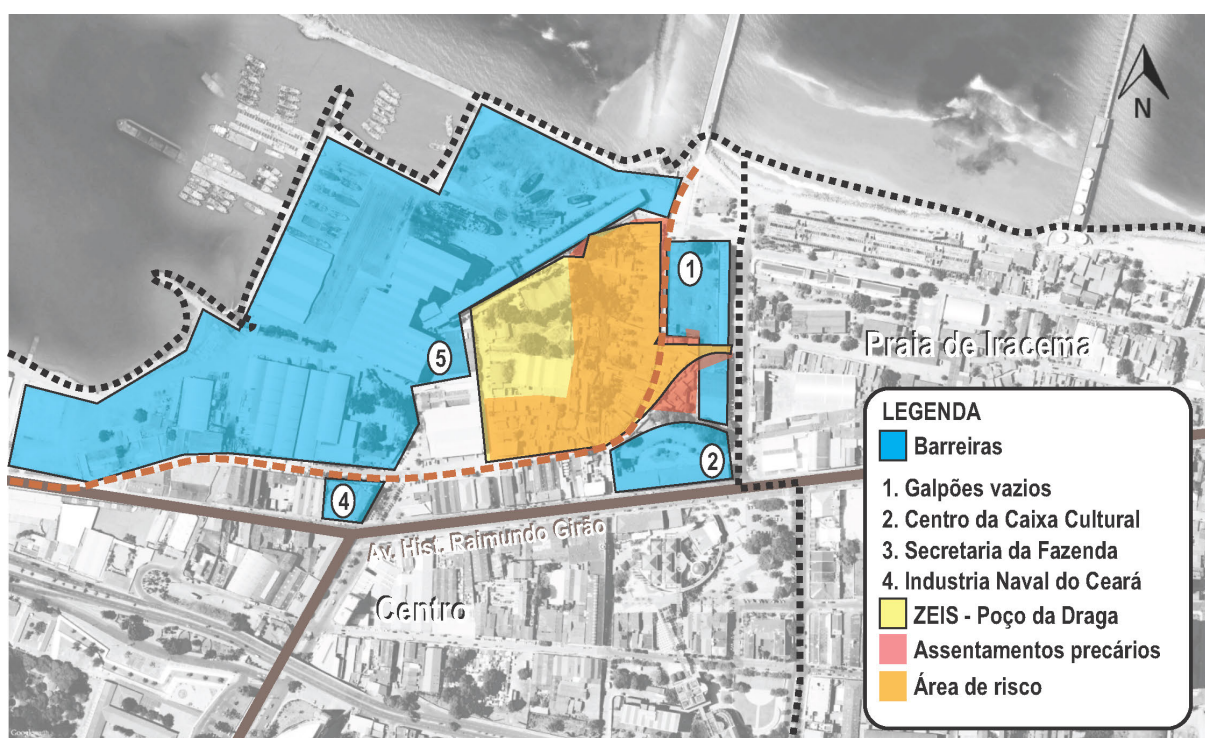 N
1
Praia de Iracema
5
2
4
Av. Hist. Raimundo Girão
Centro
LEGENDA
Barreiras
1. Galpões vazios
2. Centro da Caixa Cultural
3. Secretaria da Fazenda
4. Industria Naval do Ceará
ZEIS - Poço da Draga
Assentamentos precários
Área de risco